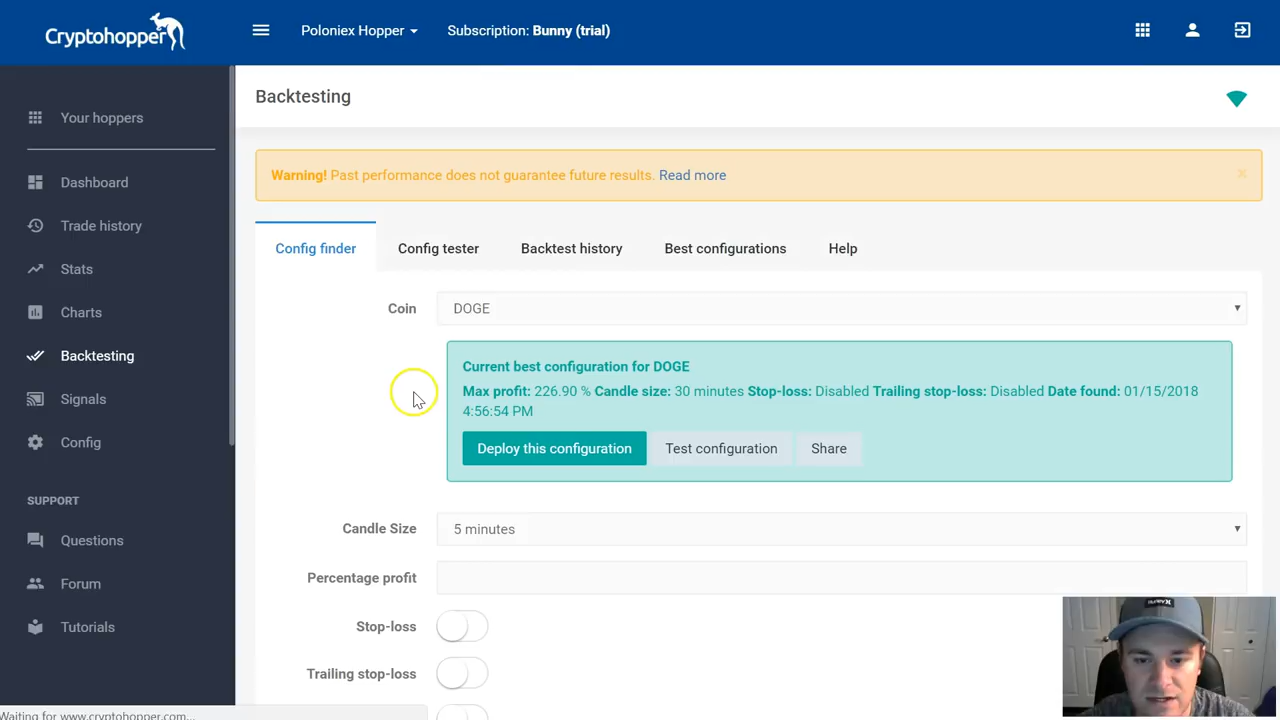 Cryptohopper
Poloniex Hopper
Subscription: Bunny (trial)
Your hoppers
Dashboard
Trade history
Stats
Charts
Backtesting
Signals
Config
SUPPORT
Questions
Forum
Tutorials
Waiting for www.cryptohopper.com...
Backtesting
Warning! Past performance does not guarantee future results. Read more
x
Config finder
Config tester
Backtest history
Best configurations
Help
Coin
DOGE
Current best configuration for DOGE
Max profit: 226.90 % Candle size: 30 minutes Stop-loss: Disabled Trailing stop-loss: Disabled Date found: 01/15/2018
4:56:54 PM
Deploy this configuration
Test configuration
Share
Candle Size
5 minutes
Percentage profit
Stop-loss
Trailing stop-loss